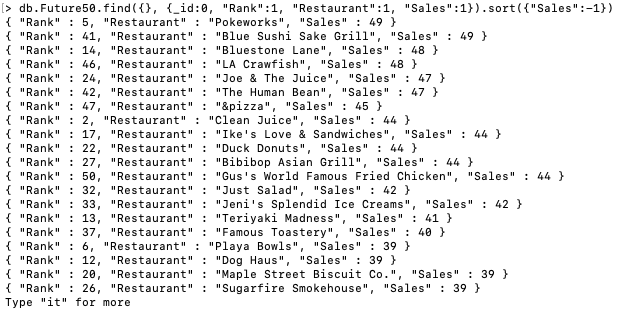 [> db.Future50.find({}, {_id:0, "Rank":1, "Restaurant":1, "Sales":1}).sort({"Sales":-1})
{ "Rank" : 5, "Restaurant" : "Pokeworks", "Sales" : 49 }
{ "Rank" : 41, "Restaurant" : "Blue Sushi Sake Grill", "Sales" : 49 }
{ "Rank" : 14, "Restaurant" : "Bluestone Lane", "Sales" : 48 }
{ "Rank" : 46, "Restaurant" : "LA Crawfish", "Sales" : 48 }
{ "Rank" : 24, "Restaurant" : "Joe & The Juice", "Sales" : 47 }
{ "Rank" : 42, "Restaurant" : "The Human Bean", "Sales" : 47 }
{ "Rank" : 47, "Restaurant" : "&pizza", "Sales" : 45 }
{ "Rank" : 2, "Restaurant" : "Clean Juice", "Sales" : 44 }
{ "Rank" : 17, "Restaurant" : "Ike's Love & Sandwiches", "Sales" : 44 }
{ "Rank" : 22, "Restaurant" : "Duck Donuts", "Sales" : 44 }
{ "Rank" : 27, "Restaurant" : "Bibibop Asian Grill", "Sales" : 44 }
{ "Rank" : 50, "Restaurant" : "Gus's World Famous Fried Chicken", "Sales" : 44 }
{ "Rank" : 32, "Restaurant" : "Just Salad", "Sales" : 42 }
{ "Rank" : 33, "Restaurant" : "Jeni's Splendid Ice Creams", "Sales" : 42 }
{ "Rank" : 13, "Restaurant" : "Teriyaki Madness", "Sales" : 41 }
{ "Rank" : 37, "Restaurant" : "Famous Toastery", "Sales" : 40 }
{ "Rank" : 6, "Restaurant" : "Playa Bowls", "Sales" : 39 }
{ "Rank" : 12, "Restaurant" : "Dog Haus", "Sales" : 39 }
{ "Rank" : 20, "Restaurant" : "Maple Street Biscuit Co.", "Sales" : 39 }
{ "Rank" : 26, "Restaurant" : "Sugarfire Smokehouse", "Sales" : 39 }
Type "it" for more